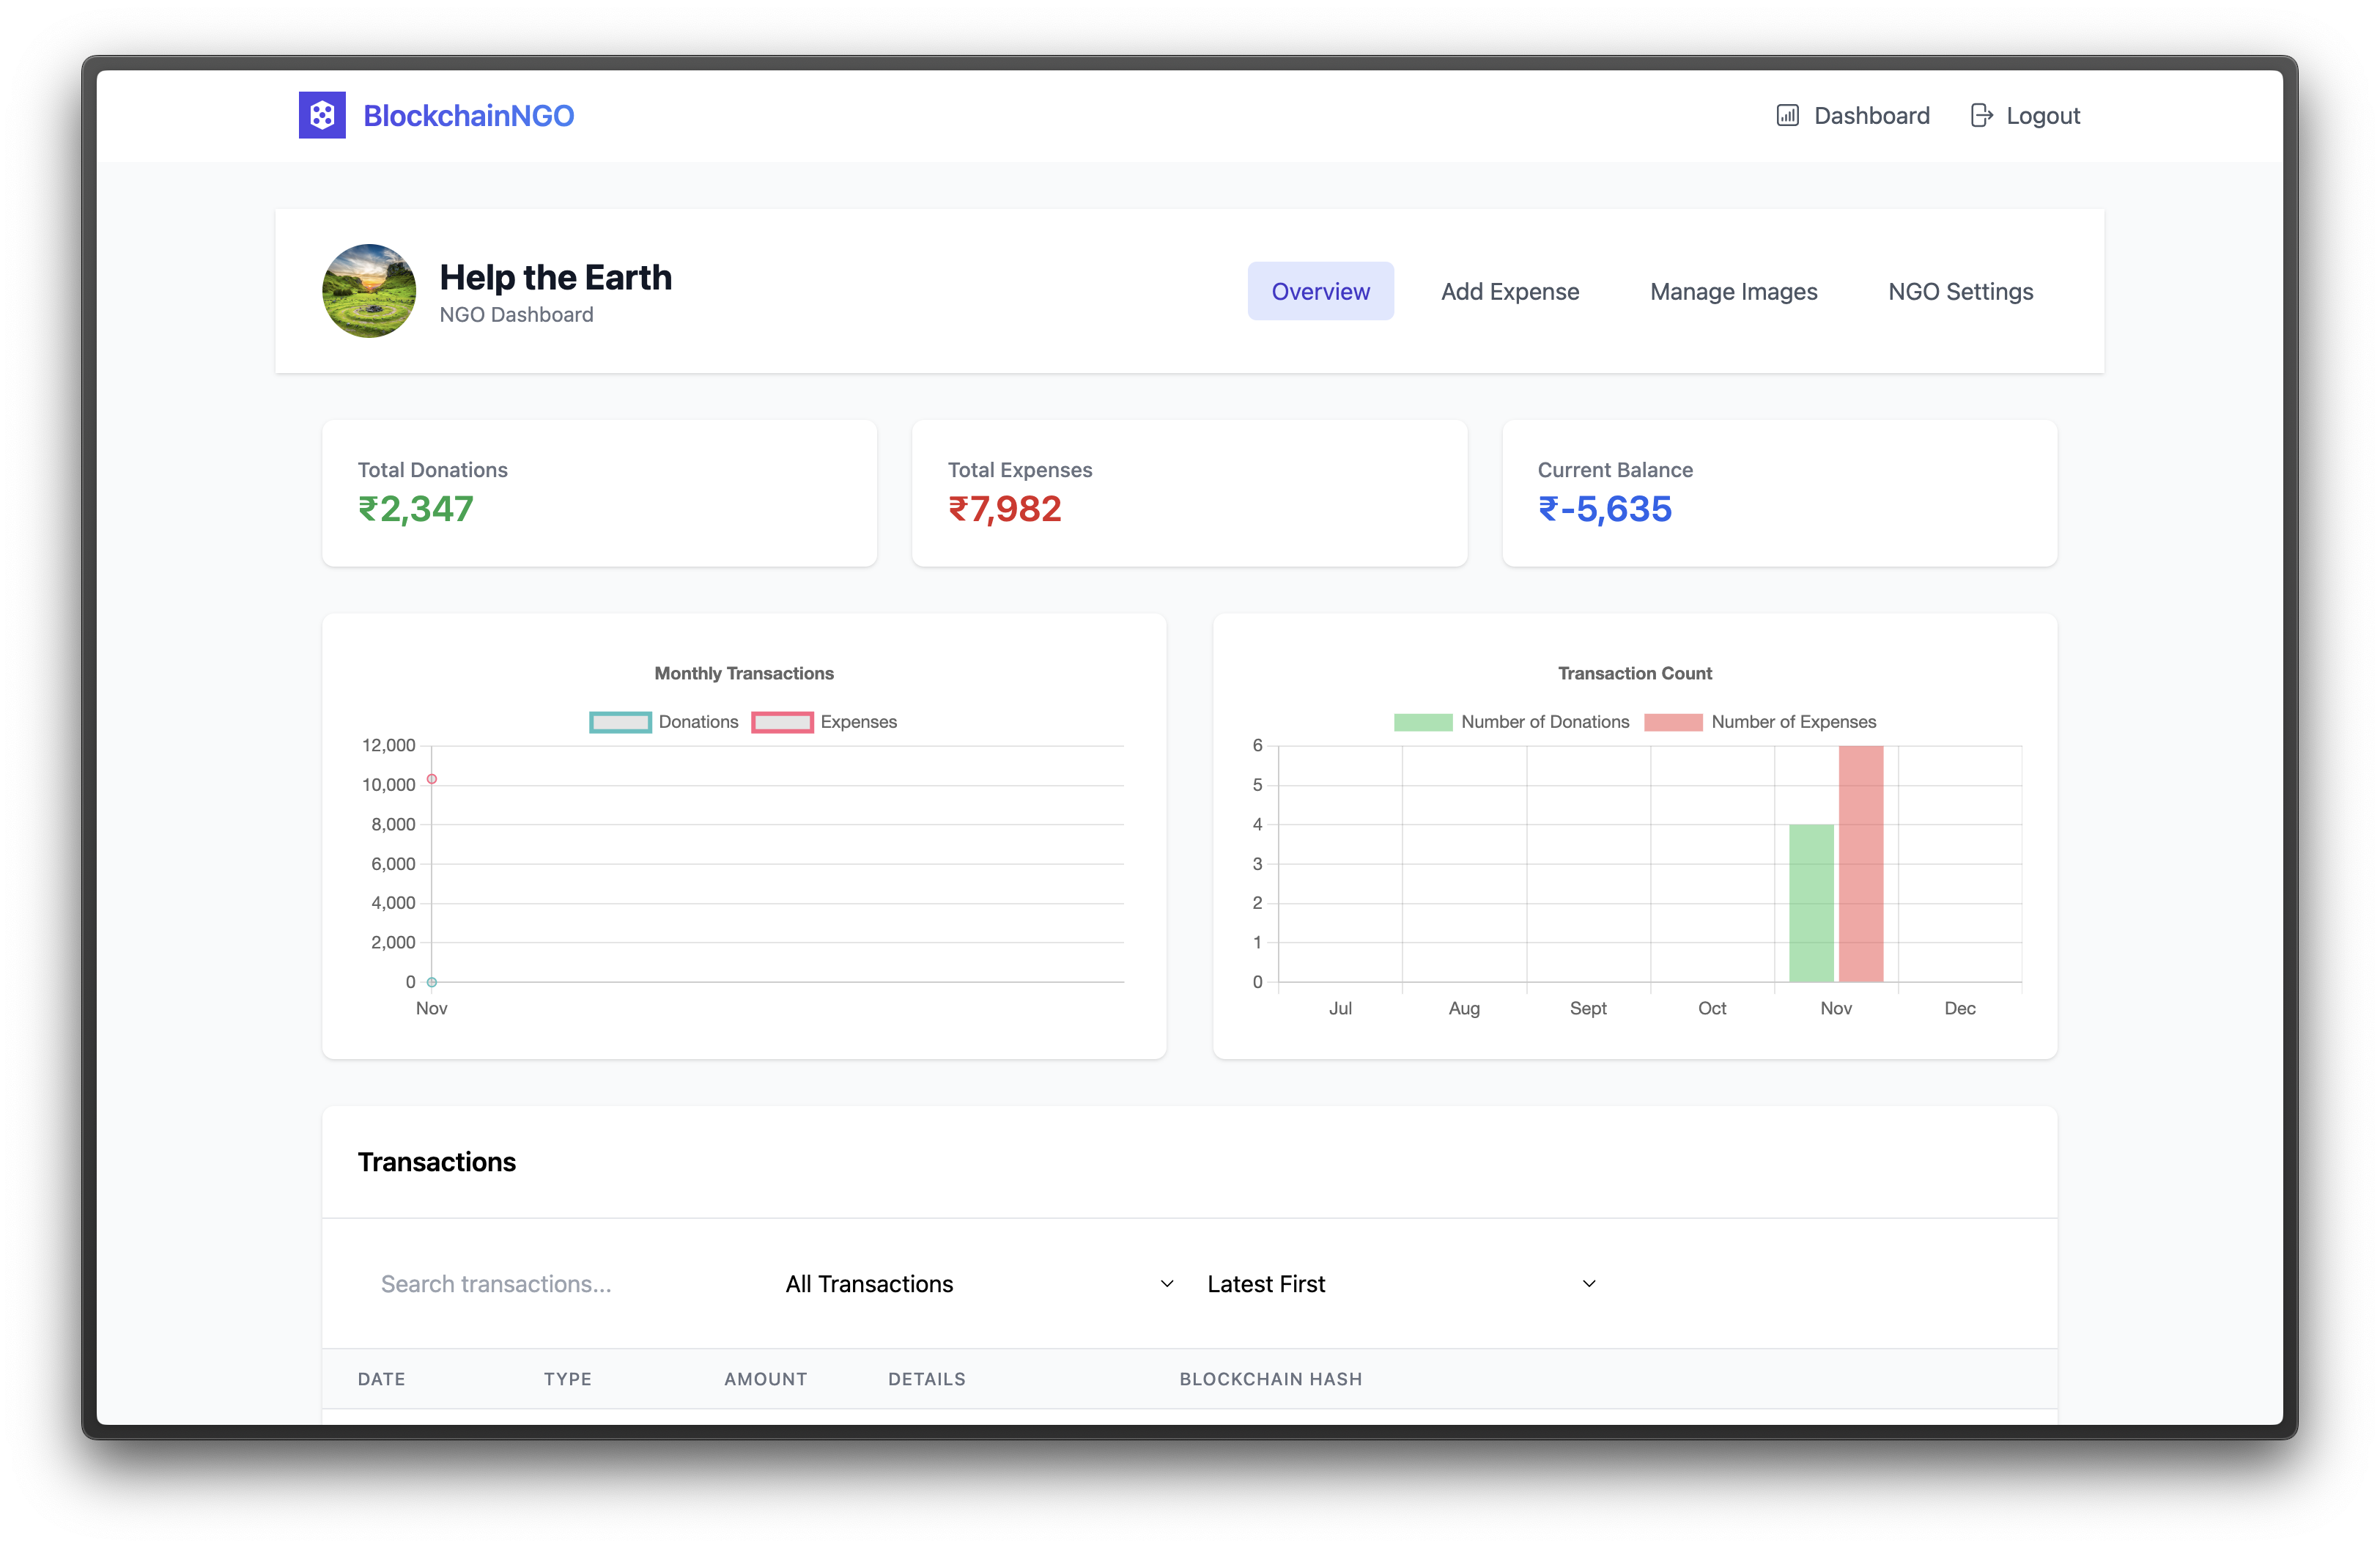 BlockchainNGO
Dashboard
Logout
Help the Earth
NGO Dashboard
Overview
Add Expense
Manage Images
NGO Settings
Total Donations
₹2,347
Total Expenses
₹7,982
Current Balance
₹-5,635
Monthly Transactions
Donations
Expenses
12,000
10,000
8,000
6,000
4,000
2,000
0
Nov
Transaction Count
Number of Donations
Number of Expenses
6
5
4
3
2
1
0
Jul
Aug
Sept
Oct
Nov
Dec
Transactions
Search transactions...
All Transactions
Latest First
DATE
TYPE
AMOUNT
DETAILS
BLOCKCHAIN HASH